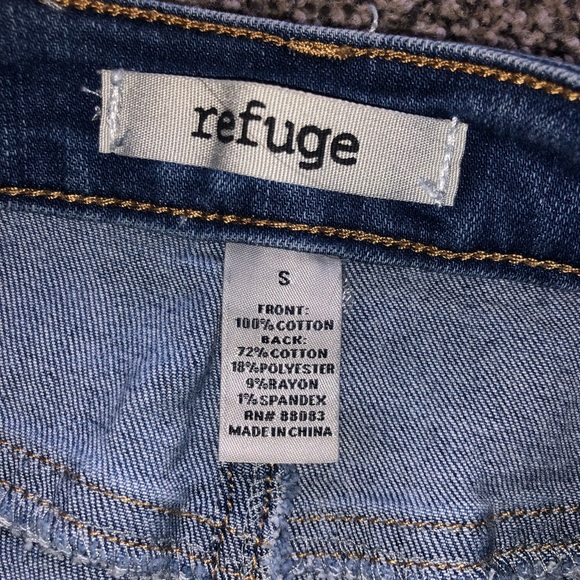 refuge
S
FRONT:
100% COTTON
BACK:
72% COTTON
18% POLYESTER
9% RAYON
1% SPANDEX
RN# 88083
MADE IN CHINA